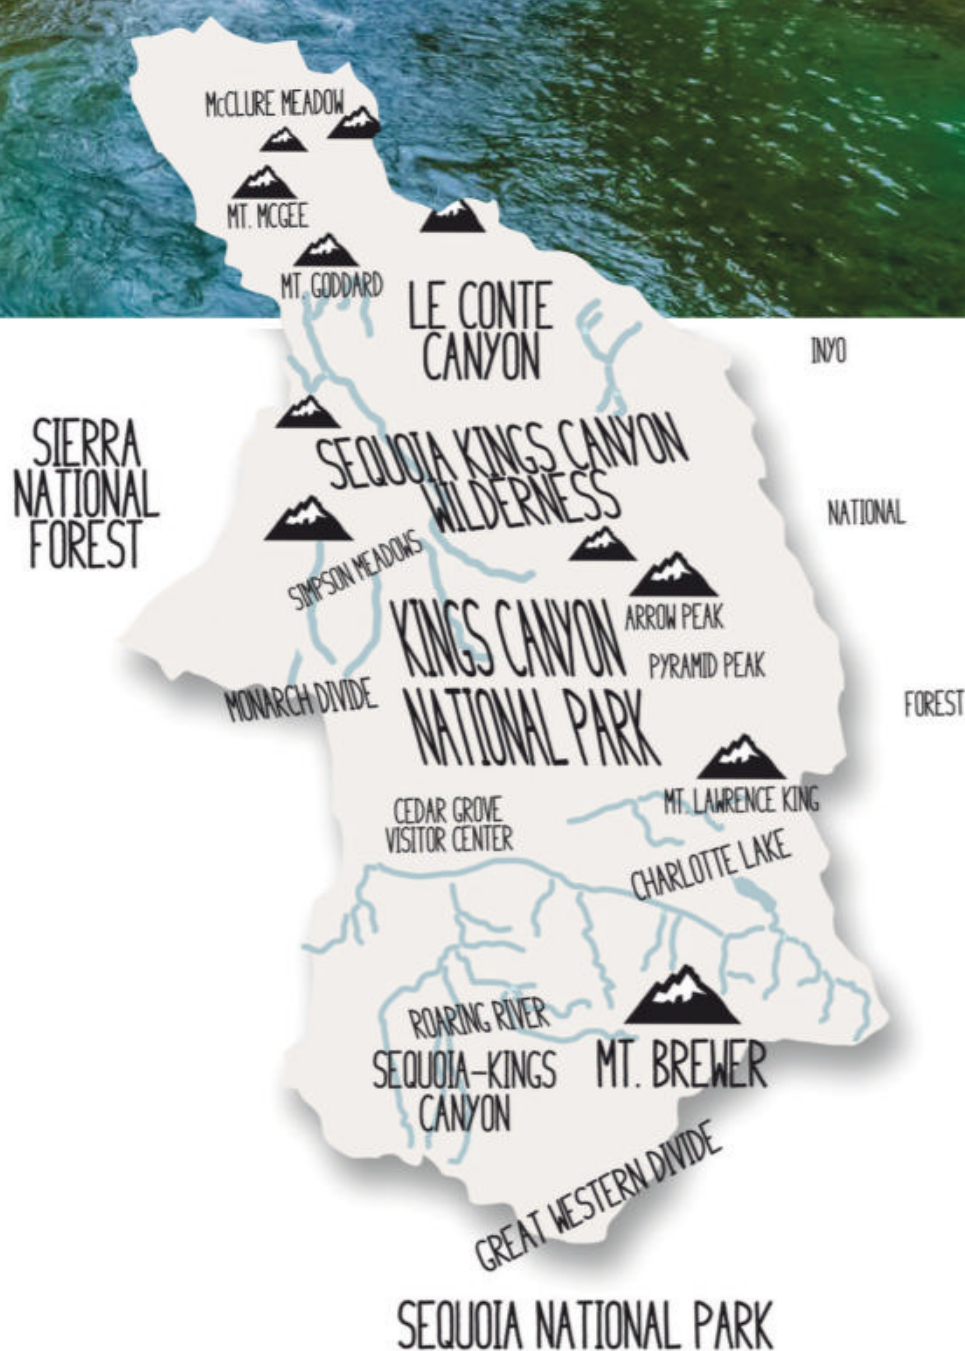 McCLURE MEADOW
MT. MCGEE
MT. GODDARD
LE CONTE
CANYON
INYO
SIERRA
NATIONAL
FOREST
SEQUOIA KINGS CANYON
WILDERNESS
NATIONAL
SIMPSON MEADOWS
ARROW PEAK
KINGS CANYON
NATIONAL PARK
PYRAMID PEAK
MONARCH DIVIDE
FOREST
MT. LAWRENCE KING
CEDAR GROVE
VISITOR CENTER
CHARLOTTE LAKE
ROARING RIVER
SEQUOIA-KINGS
CANYON
MT. BREWER
GREAT WESTERN DIVIDE
SEQUOIA NATIONAL PARK